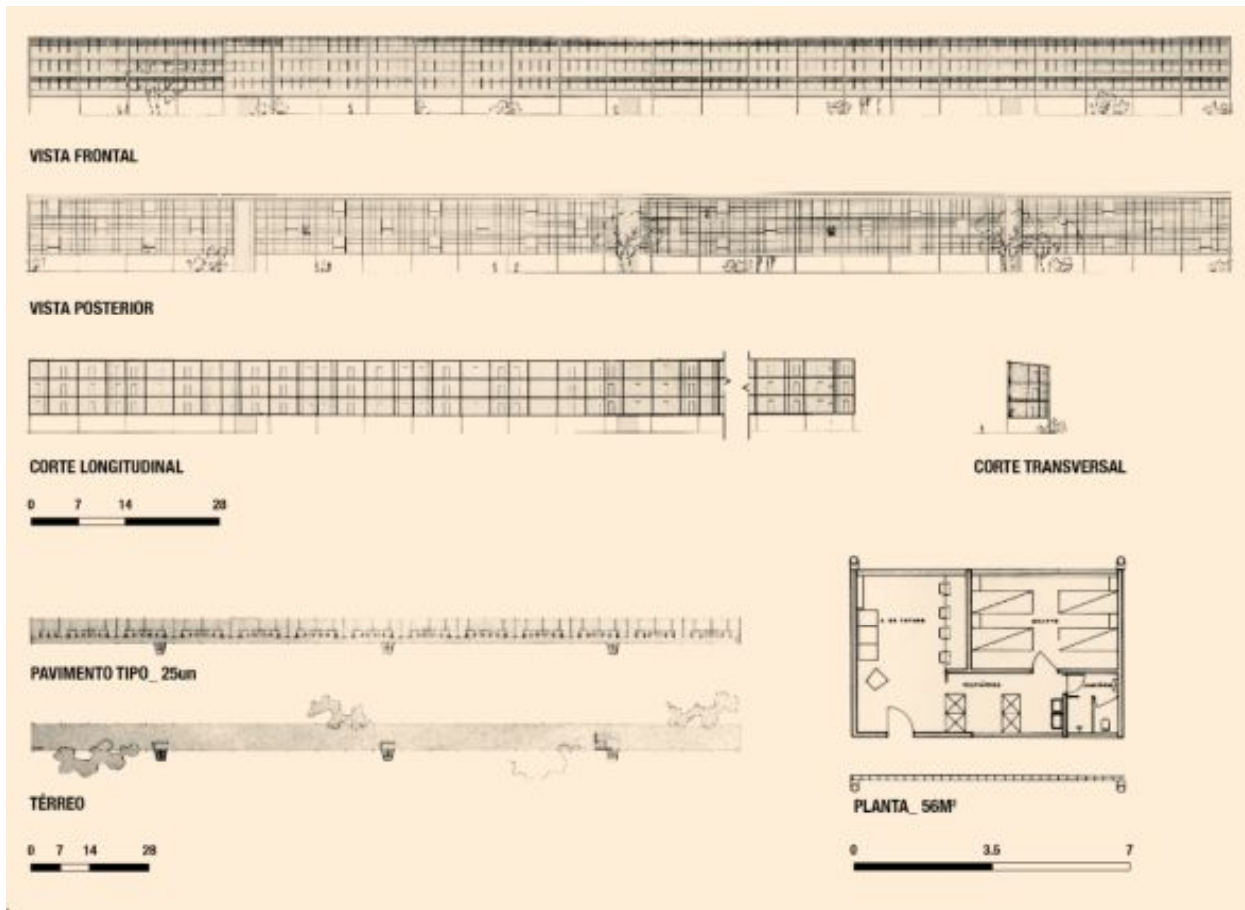 VISTA FRONTAL
VISTA POSTERIOR
CORTE LONGITUDINAL
CORTE TRANSVERSAL
0 7 14 28
PAVIMENTO TIPO_ 25un
TÉRREO
0 7 14 28
PLANTA_ 56M²
0 3.5 7